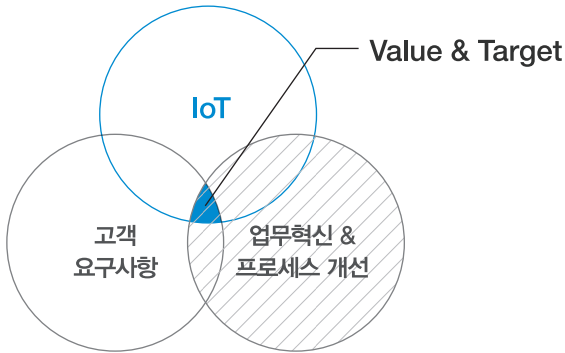 Value & Target
IoT
고객
요구사항
업무혁신 &
프로세스 개선